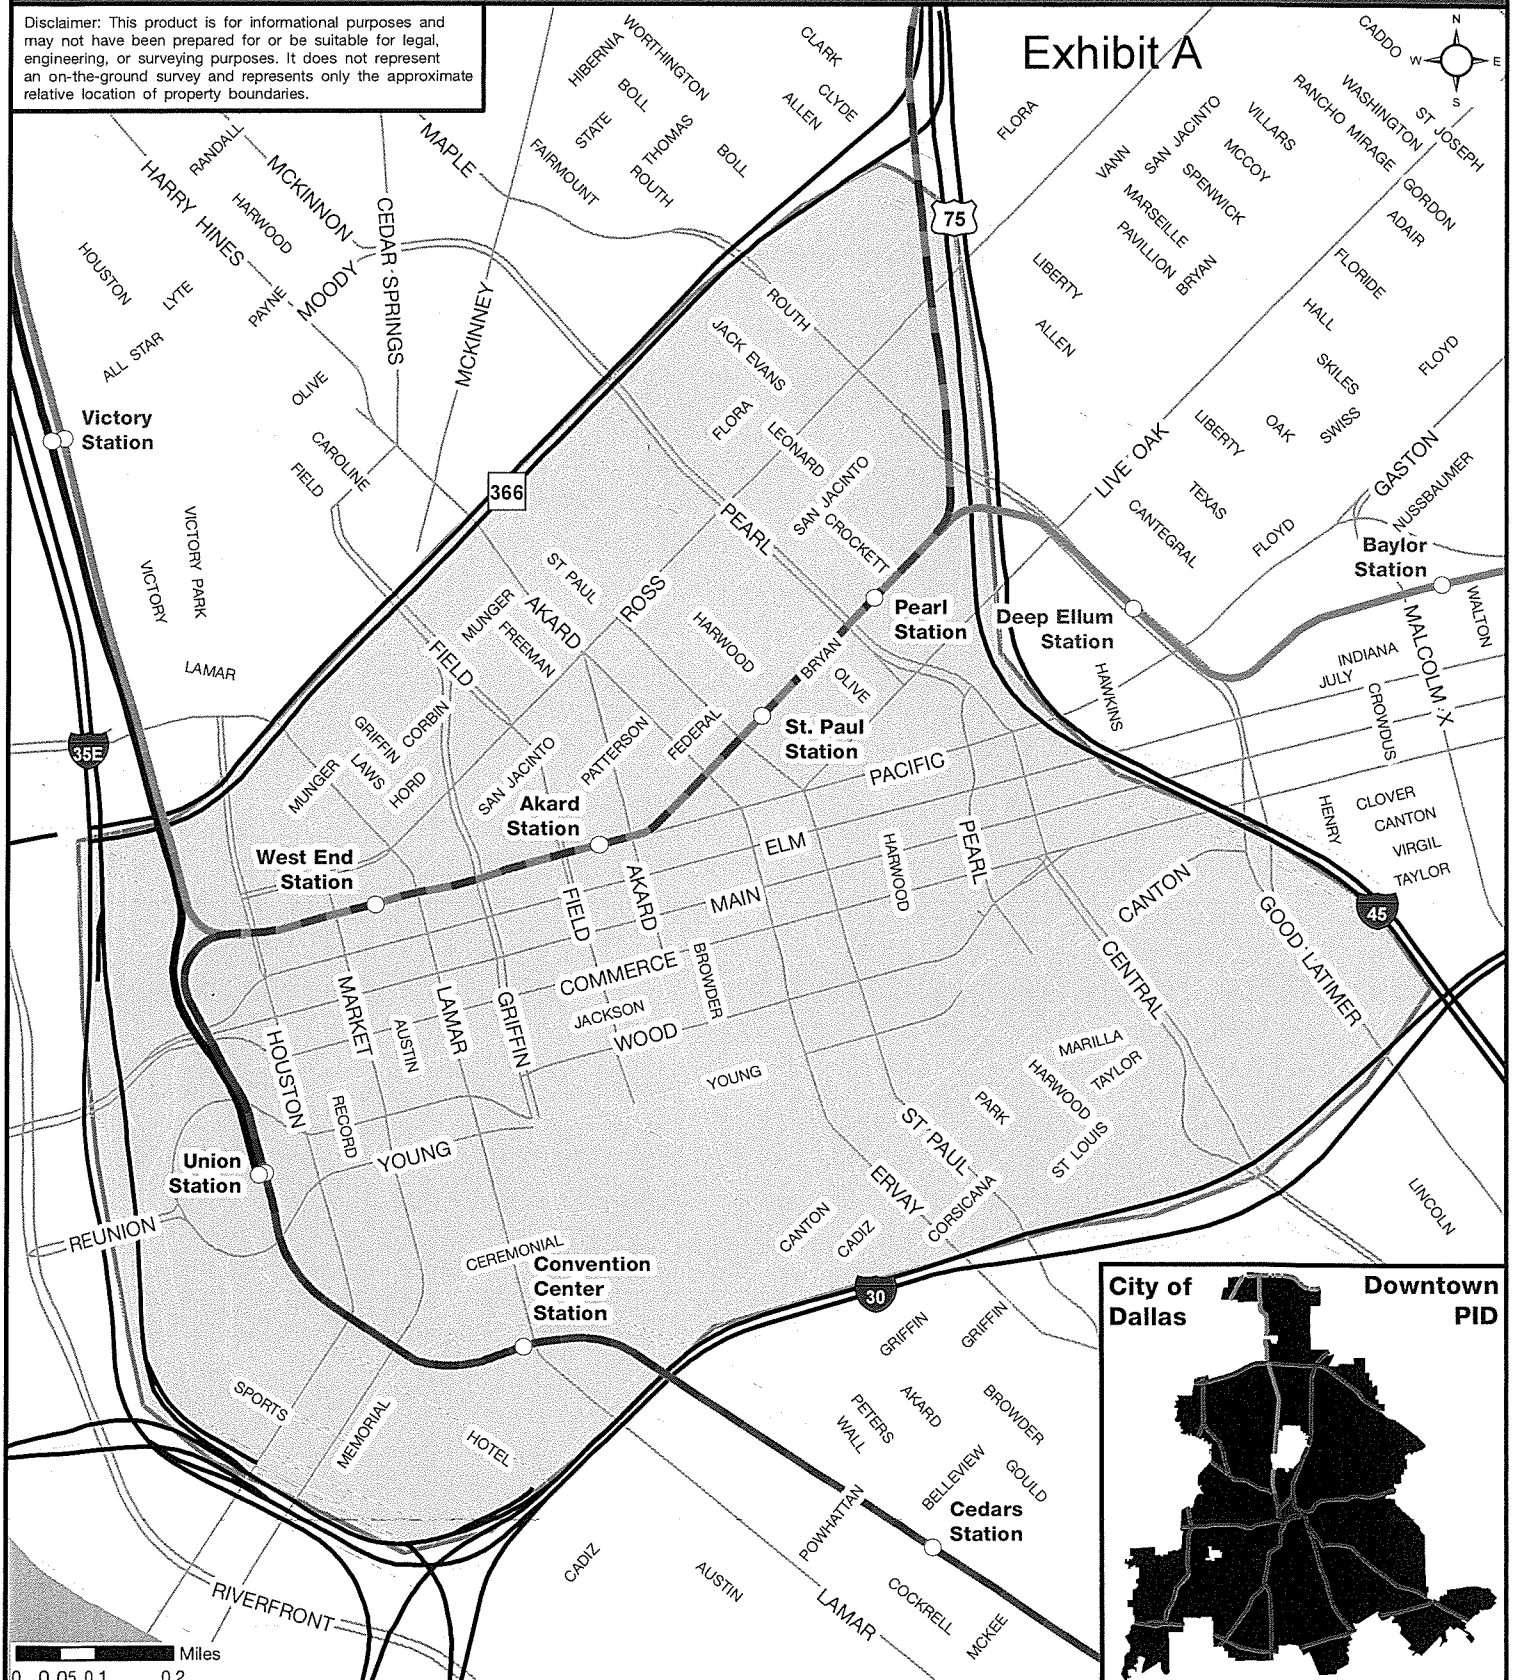 Disclaimer: This product is for informational purposes and
may not have been prepared for or be suitable for legal,
engineering, or surveying purposes. It does not represent
an on-the-ground survey and represents only the approximate
relative location of property boundaries.
Exhibit A
N
W
E
S
HIBERNIA
WORTHINGTON
BOLL
STATE
THOMAS
FAIRMOUNT
ROUTH
BOLL
CLARK
CLYDE
ALLEN
FLORA
CADDO
WASHINGTON
RANCHO MIRAGE
ST JOSEPH
VILLARS
SAN JACINTO
MCCOY
VANN
SPENWICK
MARSEILLE
PAVILLION
BRYAN
GORDON
ADAIR
LIBERTY
ALLEN
FLORIDE
HALL
SKILES
FLOYD
SWISS
OAK
LIBERTY
LIVE OAK
TEXAS
CANTEGRAL
FLOYD
GASTON
NUSSBAUMER
Baylor
Station
WALTON
MALCOLM X
INDIANA
JULY
CROWDUS
HAWKINS
HENRY
CLOVER
CANTON
VIRGIL
TAYLOR
RANDALL
MAPLE
MCKINNON
HARRY HINES
HARWOOD
CEDAR SPRINGS
MOODY
HOUSTON
LYTE
PAYNE
ALL STAR
OLIVE
MCKINNEY
CAROLINE
FIELD
Victory
Station
VICTORY PARK
VICTORY
LAMAR
35E
366
75
ROUTH
JACK EVANS
FLORA
LEONARD
SAN JACINTO
CROCKETT
PEARL
ROSS
ST PAUL
AKARD
MUNGER
FREEMAN
FIELD
HARWOOD
BRYAN
OLIVE
Pearl
Station
Deep Ellum
Station
St. Paul
Station
FEDERAL
PATTERSON
SAN JACINTO
CORBIN
GRIFFIN
LAWS
HORD
MUNGER
Akard
Station
West End
Station
PACIFIC
ELM
MAIN
HARWOOD
PEARL
AKARD
FIELD
COMMERCE
BROWDER
JACKSON
WOOD
YOUNG
CANTON
GOOD LATIMER
CENTRAL
45
MARKET
AUSTIN
LAMAR
GRIFFIN
HOUSTON
RECORD
YOUNG
Union
Station
REUNION
MARILLA
TAYLOR
HARWOOD
PARK
ST LOUIS
ST PAUL
ERVAY
CORSICANA
CADIZ
CANTON
CEREMONIAL
Convention
Center
Station
30
LINCOLN
SPORTS
MEMORIAL
HOTEL
GRIFFIN
GRIFFIN
AKARD
PETERS
WALL
BROWDER
BELLEVIEW
GOULD
POWHATTAN
Cedars
Station
CADIZ
AUSTIN
LAMAR
COCKRELL
MCKEE
RIVERFRONT
City of
Dallas
Downtown
PID
Miles
0 0.05 0.1 0.2